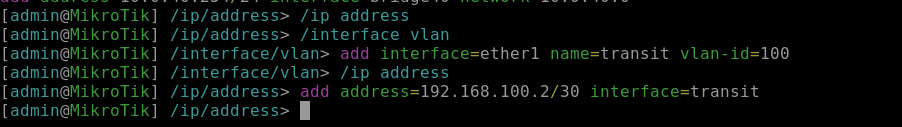 [admin@MikroTik] /ip/address> /ip address
[admin@MikroTik] /ip/address> /interface vlan
[admin@MikroTik] /interface/vlan> add interface=ether1 name=transit vlan-id=100
[admin@MikroTik] /interface/vlan> /ip address
[admin@MikroTik] /ip/address> add address=192.168.100.2/30 interface=transit
[admin@MikroTik] /ip/address>